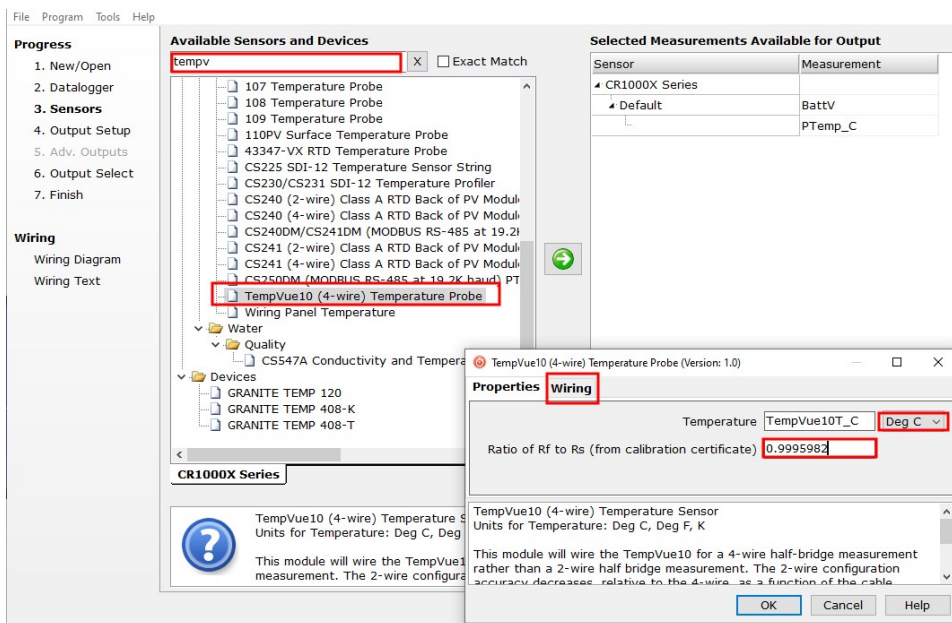 File Program Tools Help
Progress
1. New/Open
2. Datalogger
3. Sensors
4. Output Setup
5. Adv. Outputs
6. Output Select
7. Finish
Wiring
Wiring Diagram
Wiring Text
Available Sensors and Devices
tempv X Exact Match
107 Temperature Probe
108 Temperature Probe
109 Temperature Probe
110PV Surface Temperature Probe
43347-VX RTD Temperature Probe
CS225 SDI-12 Temperature Sensor String
CS230/CS231 SDI-12 Temperature Profiler
CS240 (2-wire) Class A RTD Back of PV Modul
CS240 (4-wire) Class A RTD Back of PV Modul
CS240DM/CS241DM (MODBUS RS-485 at 19.2
CS241 (2-wire) Class A RTD Back of PV Modul
CS241 (4-wire) Class A RTD Back of PV Modul
CS250DM (MODBUS RS-485 at 19.2K baud) PT
TempVue10 (4-wire) Temperature Probe
Wiring Panel Temperature
Water
Quality
CS547A Conductivity and Tempera
Devices
GRANITE TEMP 120
GRANITE TEMP 408-K
GRANITE TEMP 408-T
CR1000X Series
TempVue10 (4-wire) Temperature S
Units for Temperature: Deg C, Deg
This module will wire the TempVue1
measurement. The 2-wire configura
Selected Measurements Available for Output
Sensor Measurement
CR1000X Series
Default BattV
PTemp_C
TempVue10 (4-wire) Temperature Probe (Version: 1.0)
Properties Wiring
Temperature TempVue10T_C Deg C
Ratio of Rf to Rs (from calibration certificate) 0.9995982
TempVue10 (4-wire) Temperature Sensor
Units for Temperature: Deg C, Deg F, K
This module will wire the TempVue10 for a 4-wire half-bridge measurement
rather than a 2-wire half bridge measurement. The 2-wire configuration
accuracy decreases, relative to the 4-wire, as a function of the cable
OK Cancel Help